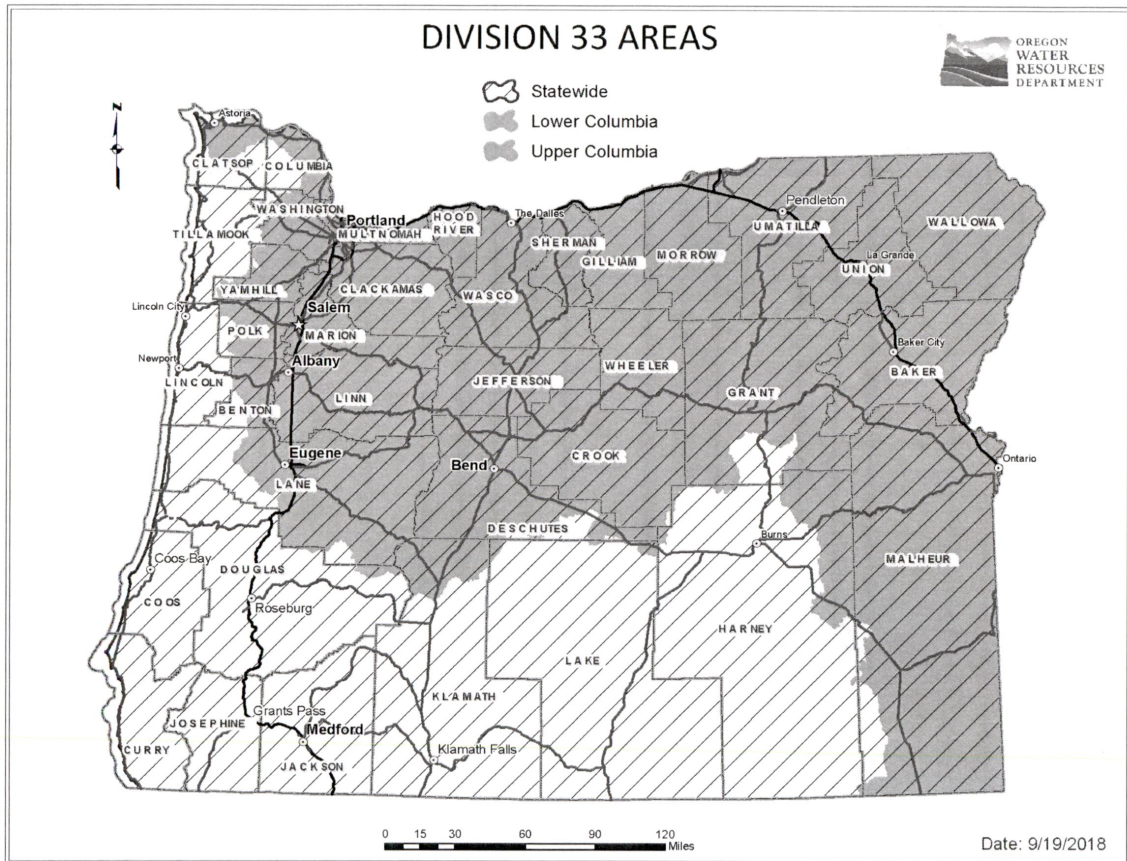 DIVISION 33 AREAS
OREGON
WATER
RESOURCES
DEPARTMENT
Statewide
Lower Columbia
Upper Columbia
N
Astoria
CLATSOP
COLUMBIA
WASHINGTON
Portland
MULTNOMAH
HOOD
RIVER
The Dalles
Pendleton
UMATILLA
WALLOWA
TILLAMOOK
SHERMAN
GILLIAM
MORROW
La Grande
UNION
YAMHILL
CLACKAMAS
WASCO
Lincoln City
Salem
POLK
MARION
Baker City
BAKER
Newport
LINCOLN
Albany
WHEELER
JEFFERSON
LINN
GRANT
BENTON
Eugene
LANE
Bend
CROOK
Ontario
DESCHUTES
Burns
Coos Bay
DOUGLAS
MALHEUR
COOS
Roseburg
HARNEY
LAKE
KLAMATH
Grants Pass
JOSEPHINE
Medford
CURRY
Klamath Falls
JACKSON
0 15 30 60 90 120
Miles
Date: 9/19/2018